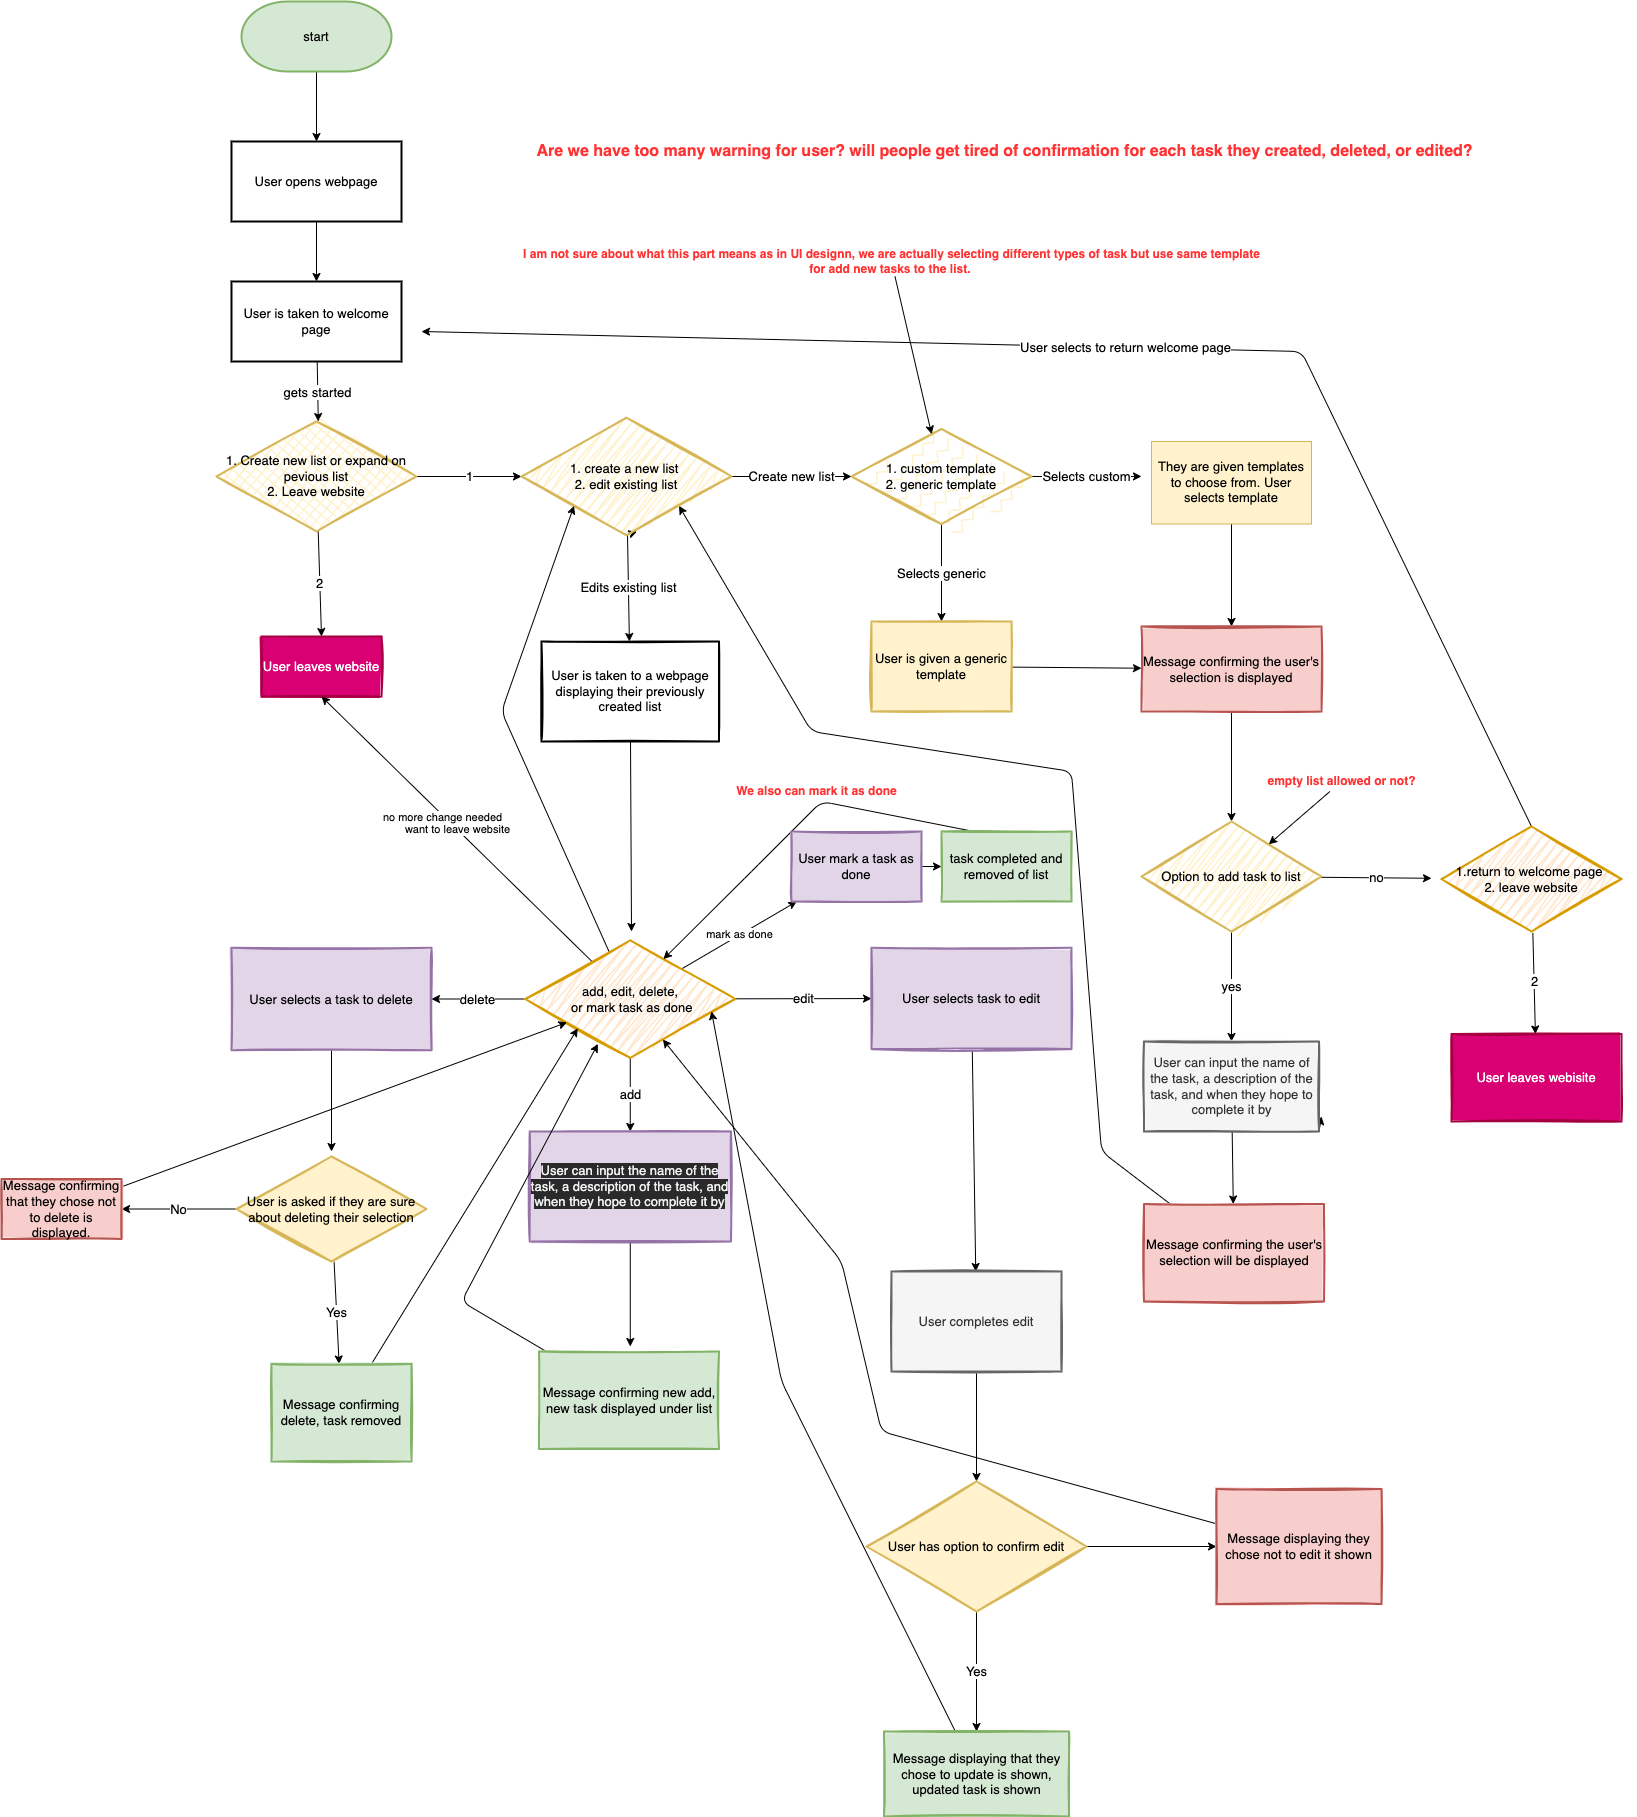 start
User opens webpage
Are we have too many warning for user? will people get tired of confirmation for each task they created, deleted, or edited?
I am not sure about what this part means as in UI designn, we are actually selecting different types of task but use same template
for add new tasks to the list.
User is taken to welcome
page
User selects to return welcome page
gets started
1. Create new list or expand on
pevious list
2. Leave website
1
1. create a new list
2. edit existing list
Create new list
1. custom template
2. generic template
Selects custom
They are given templates
to choose from. User
selects template
2
Edits existing list
Selects generic
User leaves website
User is taken to a webpage
displaying their previously
created list
User is given a generic
template
Message confirming the user's
selection is displayed
no more change needed
want to leave website
We also can mark it as done
empty list allowed or not?
User mark a task as
done
task completed and
removed of list
Option to add task to list
no
1.return to welcome page
2. leave website
mark as done
User selects a task to delete
delete
add, edit, delete,
or mark task as done
edit
User selects task to edit
yes
2
add
User can input the name of
the task, a description of the
task, and when they hope to
complete it by
User leaves webisite
User can input the name of the
task, a description of the task, and
when they hope to complete it by
Message confirming
that they chose not
to delete is
displayed.
No
User is asked if they are sure
about deleting their selection
Message confirming the user's
selection will be displayed
Yes
User completes edit
Message confirming
delete, task removed
Message confirming new add,
new task displayed under list
User has option to confirm edit
Message displaying they
chose not to edit it shown
Yes
Message displaying that they
chose to update is shown,
updated task is shown